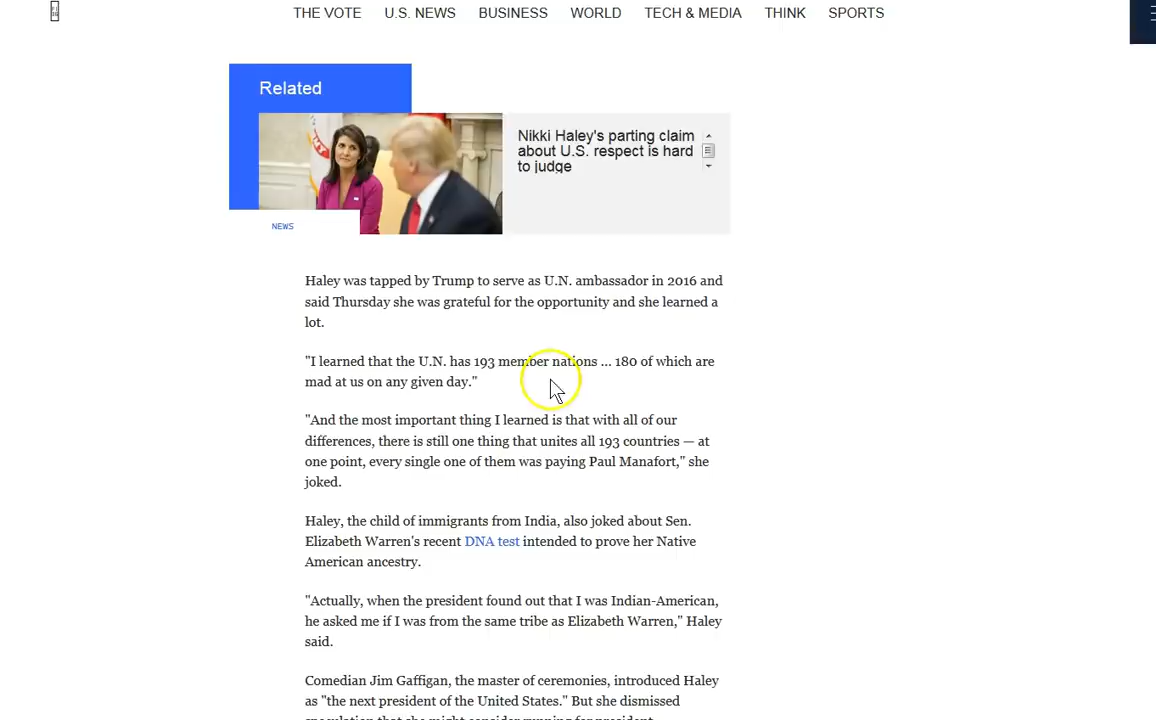 THE VOTE U.S. NEWS BUSINESS WORLD TECH & MEDIA THINK SPORTS
Related
Nikki Haley's parting claim
about U.S. respect is hard
to judge
NEWS
Haley was tapped by Trump to serve as U.N. ambassador in 2016 and
said Thursday she was grateful for the opportunity and she learned a
lot.
"I learned that the U.N. has 193 member nations ... 180 of which are
mad at us on any given day."
"And the most important thing I learned is that with all of our
differences, there is still one thing that unites all 193 countries — at
one point, every single one of them was paying Paul Manafort," she
joked.
Haley, the child of immigrants from India, also joked about Sen.
Elizabeth Warren's recent DNA test intended to prove her Native
American ancestry.
"Actually, when the president found out that I was Indian-American,
he asked me if I was from the same tribe as Elizabeth Warren," Haley
said.
Comedian Jim Gaffigan, the master of ceremonies, introduced Haley
as "the next president of the United States." But she dismissed
speculation that she might consider running for president.